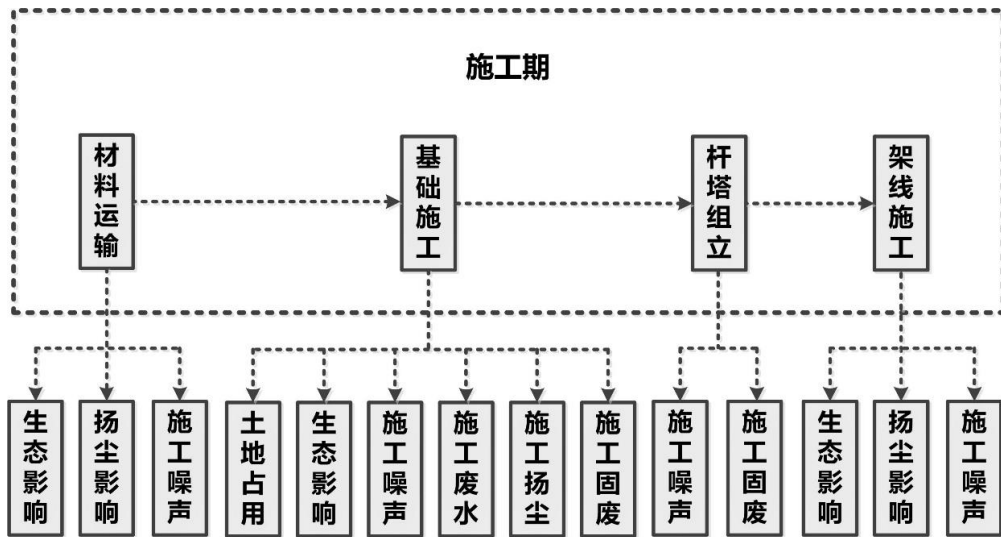 施工期
材料运输
基础施工
杆塔组立
架线施工
生态影响
扬尘影响
施工噪声
土地占用
生态影响
施工噪声
施工废水
施工扬尘
施工固废
施工噪声
施工固废
生态影响
扬尘影响
施工噪声